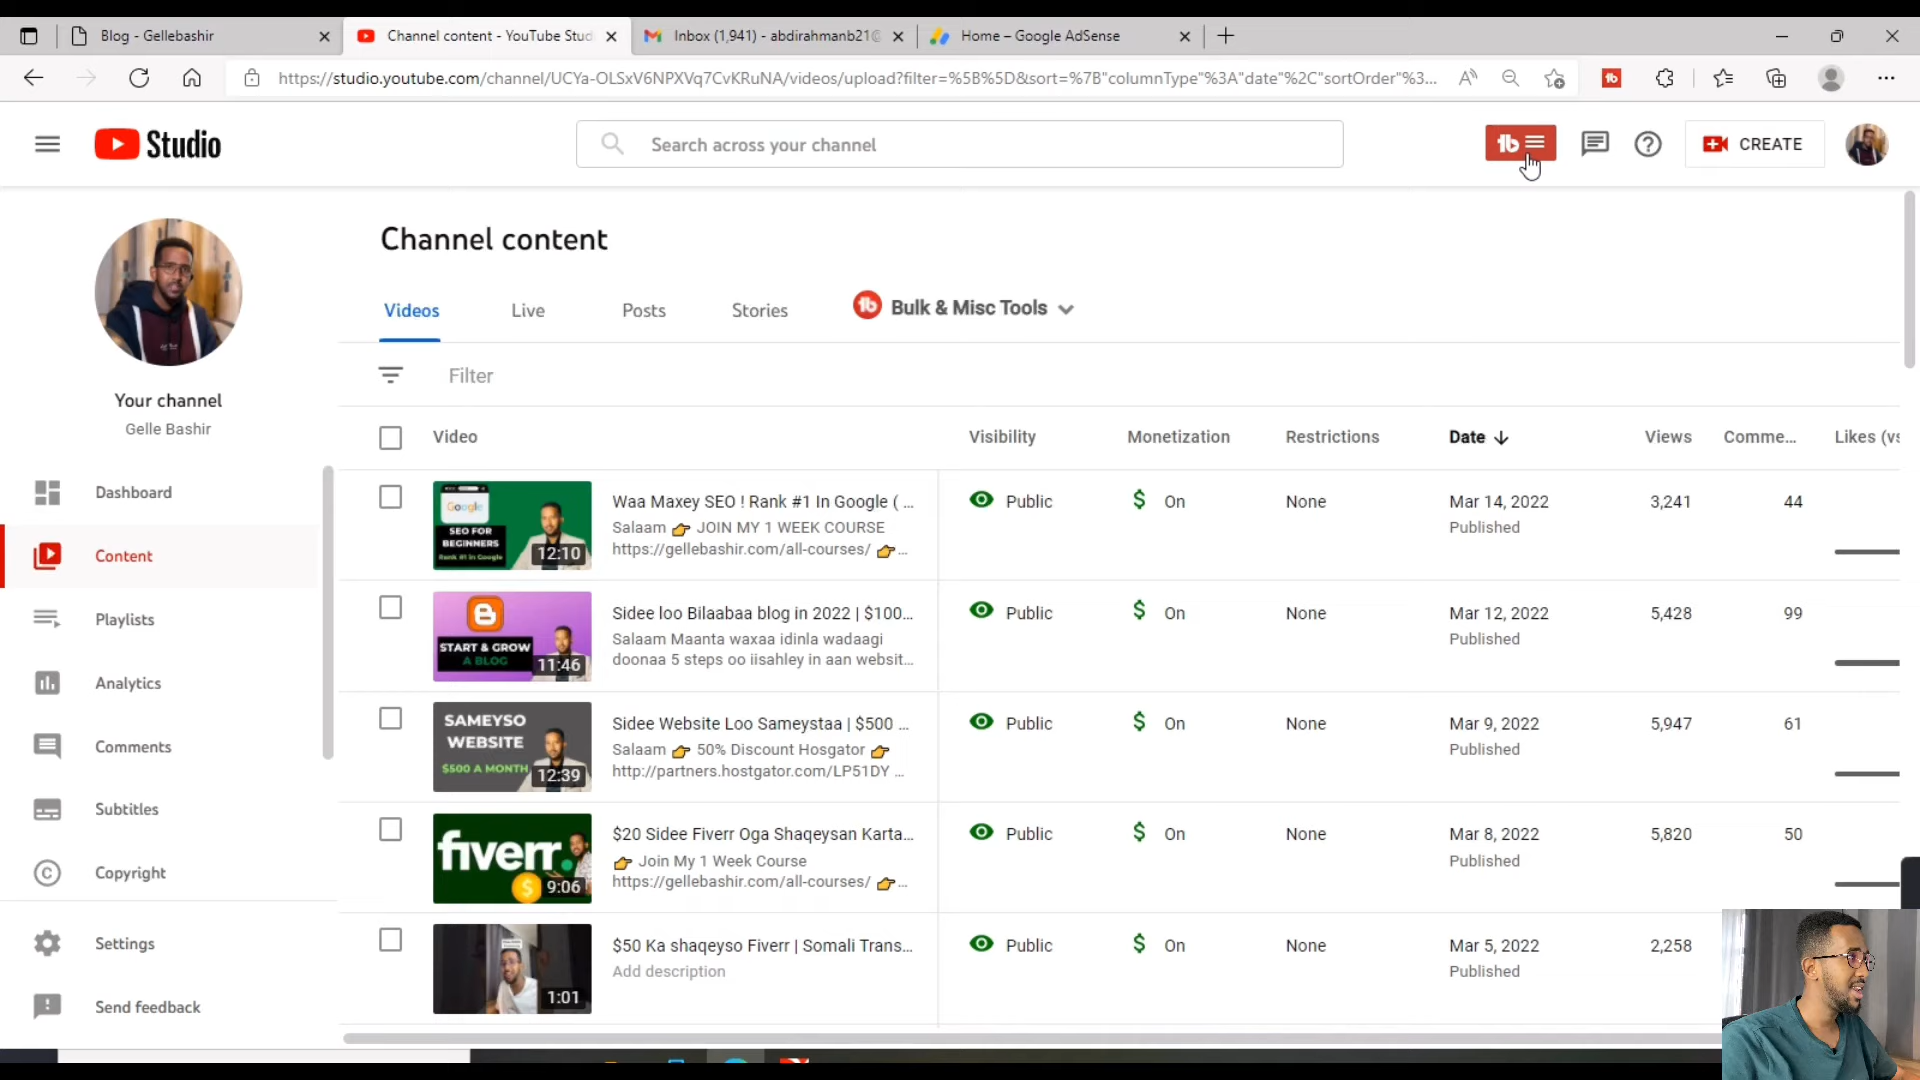 Blog - Gellebashir
Channel content - YouTube Stud
Inbox (1,941) - abdirahmanb21@
Home – Google AdSense
https://studio.youtube.com/channel/UCYa-OLSxV6NPXVq7CvKRuNA/videos/upload?filter=%5B%5D&sort=%7B"columnType"%3A"date"%2C"sortOrder"%3...
Studio
Search across your channel
CREATE
Channel content
Videos
Live
Posts
Stories
Bulk & Misc Tools
Filter
Your channel
Gelle Bashir
Dashboard
Content
Playlists
Analytics
Comments
Subtitles
Copyright
Settings
Send feedback
Video Visibility Monetization Restrictions Date Views Comme... Likes (vs
Google
SEO FOR
BEGINNERS
Rank #1 in Google
12:10
Waa Maxey SEO ! Rank #1 In Google ( ...
Salaam 👉 JOIN MY 1 WEEK COURSE
https://gellebashir.com/all-courses/ 👉...
Public $ On None Mar 14, 2022 3,241 44
Published
START & GROW
A BLOG
11:46
Sidee loo Bilaabaa blog in 2022 | $100...
Salaam Maanta waxaa idinla wadaagi
doonaa 5 steps oo iisahley in aan websit...
Public $ On None Mar 12, 2022 5,428 99
Published
SAMEYSO
WEBSITE
$500 A MONTH
12:39
Sidee Website Loo Sameystaa | $500 ...
Salaam 👉 50% Discount Hosgator 👉
http://partners.hostgator.com/LP51DY ...
Public $ On None Mar 9, 2022 5,947 61
Published
fiverr.
9:06
$20 Sidee Fiverr Oga Shaqeysan Karta...
👉 Join My 1 Week Course
https://gellebashir.com/all-courses/ 👉...
Public $ On None Mar 8, 2022 5,820 50
Published
1:01
$50 Ka shaqeyso Fiverr | Somali Trans...
Add description
Public $ On None Mar 5, 2022 2,258
Published